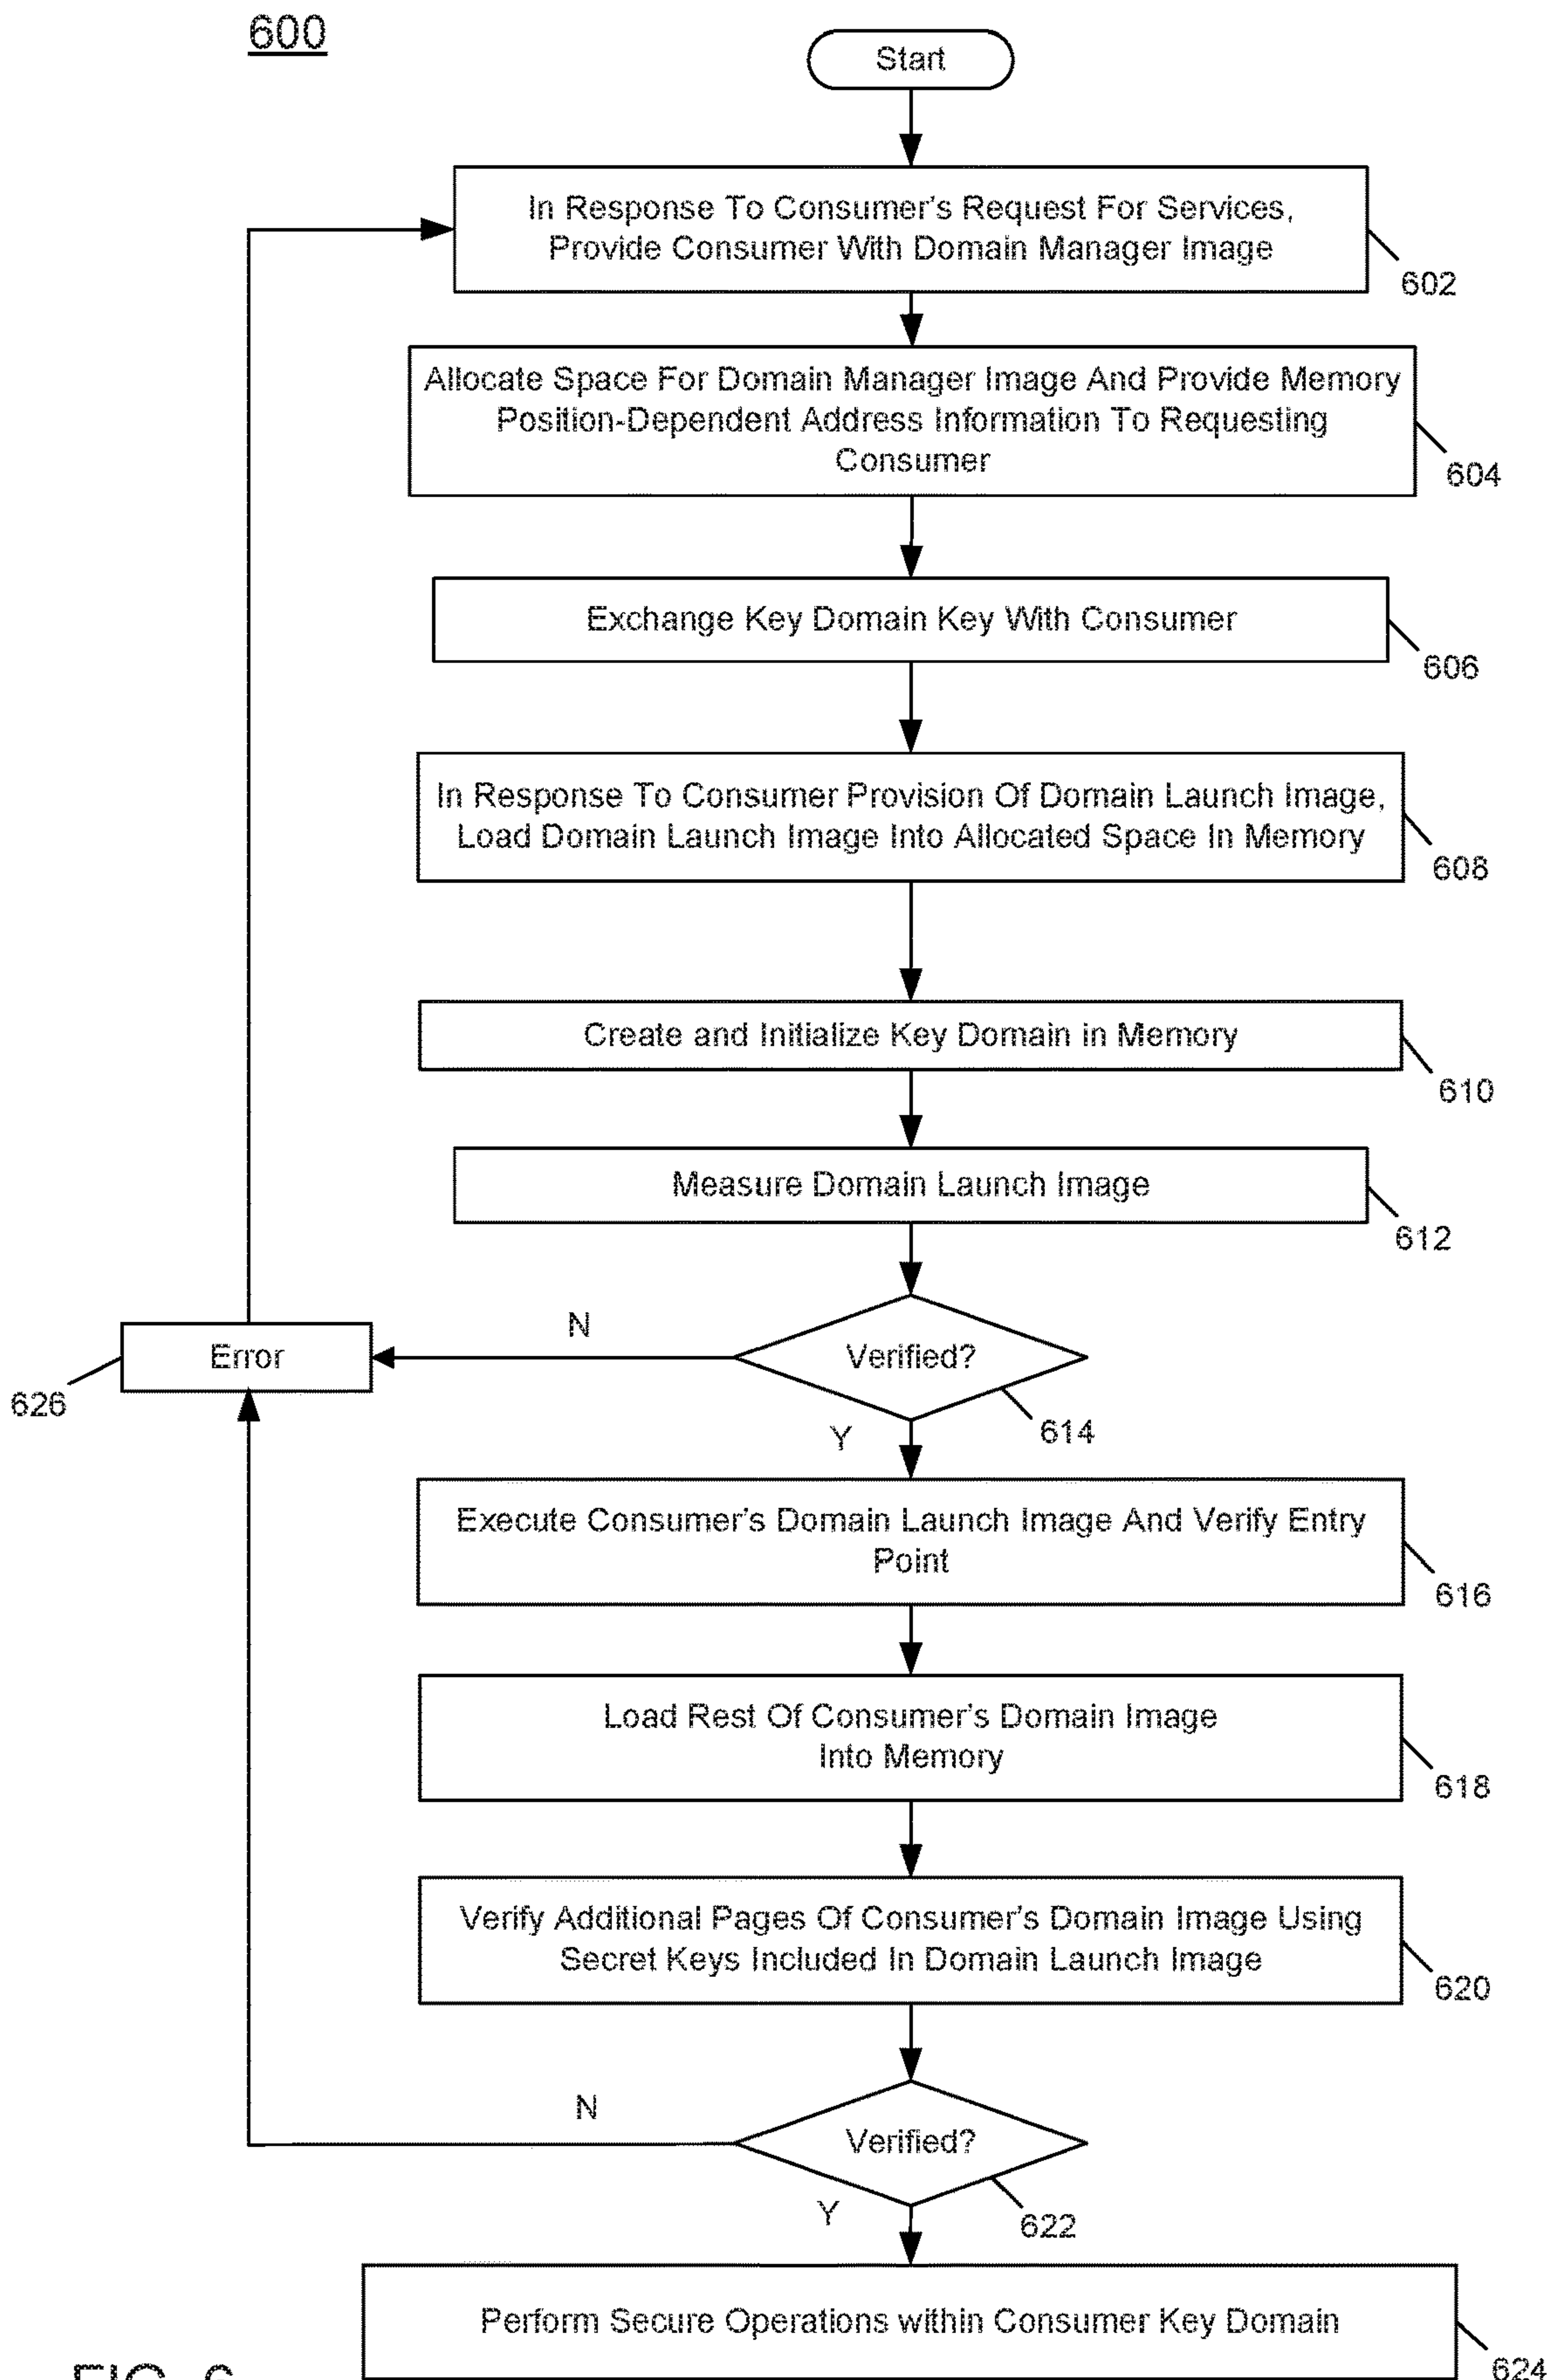 600
Start
In Response To Consumer's Request For Services,
Provide Consumer With Domain Manager Image
602
Allocate Space For Domain Manager Image And Provide Memory
Position-Dependent Address Information To Requesting
Consumer
604
Exchange Key Domain Key With Consumer
606
In Response To Consumer Provision Of Domain Launch Image,
Load Domain Launch Image Into Allocated Space In Memory
608
Create and Initialize Key Domain in Memory
610
Measure Domain Launch Image
612
Error
626
N
Verified?
614
Y
Execute Consumer's Domain Launch Image And Verify Entry
Point
616
Load Rest Of Consumer's Domain Image
Into Memory
618
Verify Additional Pages Of Consumer's Domain Image Using
Secret Keys Included In Domain Launch Image
620
N
Verified?
622
Y
Perform Secure Operations within Consumer Key Domain
624
FIG. 6